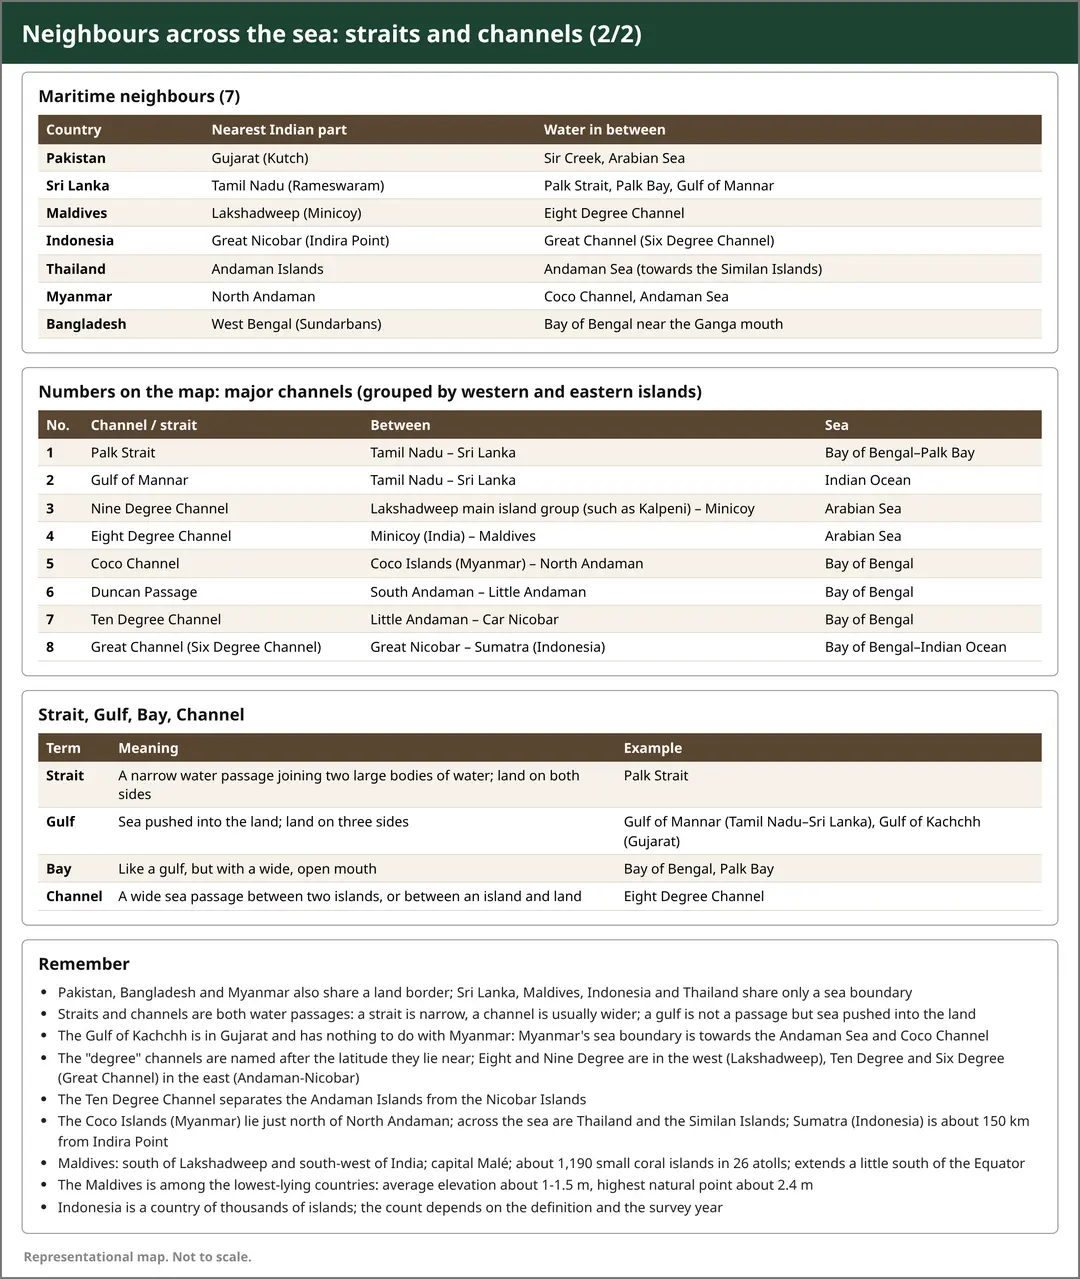 Neighbours across the sea: straits and channels (2/2)
Maritime neighbours (7)
Country Nearest Indian part Water in between
Pakistan Gujarat (Kutch) Sir Creek, Arabian Sea
Sri Lanka Tamil Nadu (Rameswaram) Palk Strait, Palk Bay, Gulf of Mannar
Maldives Lakshadweep (Minicoy) Eight Degree Channel
Indonesia Great Nicobar (Indira Point) Great Channel (Six Degree Channel)
Thailand Andaman Islands Andaman Sea (towards the Similan Islands)
Myanmar North Andaman Coco Channel, Andaman Sea
Bangladesh West Bengal (Sundarbans) Bay of Bengal near the Ganga mouth
Numbers on the map: major channels (grouped by western and eastern islands)
No. Channel / strait Between Sea
1 Palk Strait Tamil Nadu – Sri Lanka Bay of Bengal–Palk Bay
2 Gulf of Mannar Tamil Nadu – Sri Lanka Indian Ocean
3 Nine Degree Channel Lakshadweep main island group (such as Kalpeni) – Minicoy Arabian Sea
4 Eight Degree Channel Minicoy (India) – Maldives Arabian Sea
5 Coco Channel Coco Islands (Myanmar) – North Andaman Bay of Bengal
6 Duncan Passage South Andaman – Little Andaman Bay of Bengal
7 Ten Degree Channel Little Andaman – Car Nicobar Bay of Bengal
8 Great Channel (Six Degree Channel) Great Nicobar – Sumatra (Indonesia) Bay of Bengal–Indian Ocean
Strait, Gulf, Bay, Channel
Term Meaning Example
Strait A narrow water passage joining two large bodies of water; land on both Palk Strait
sides
Gulf Sea pushed into the land; land on three sides Gulf of Mannar (Tamil Nadu–Sri Lanka), Gulf of Kachchh
(Gujarat)
Bay Like a gulf, but with a wide, open mouth Bay of Bengal, Palk Bay
Channel A wide sea passage between two islands, or between an island and land Eight Degree Channel
Remember
• Pakistan, Bangladesh and Myanmar also share a land border; Sri Lanka, Maldives, Indonesia and Thailand share only a sea boundary
• Straits and channels are both water passages: a strait is narrow, a channel is usually wider; a gulf is not a passage but sea pushed into the land
• The Gulf of Kachchh is in Gujarat and has nothing to do with Myanmar: Myanmar's sea boundary is towards the Andaman Sea and Coco Channel
• The "degree" channels are named after the latitude they lie near; Eight and Nine Degree are in the west (Lakshadweep), Ten Degree and Six Degree
(Great Channel) in the east (Andaman-Nicobar)
• The Ten Degree Channel separates the Andaman Islands from the Nicobar Islands
• The Coco Islands (Myanmar) lie just north of North Andaman; across the sea are Thailand and the Similan Islands; Sumatra (Indonesia) is about 150 km
from Indira Point
• Maldives: south of Lakshadweep and south-west of India; capital Malé; about 1,190 small coral islands in 26 atolls; extends a little south of the Equator
• The Maldives is among the lowest-lying countries: average elevation about 1-1.5 m, highest natural point about 2.4 m
• Indonesia is a country of thousands of islands; the count depends on the definition and the survey year
Representational map. Not to scale.